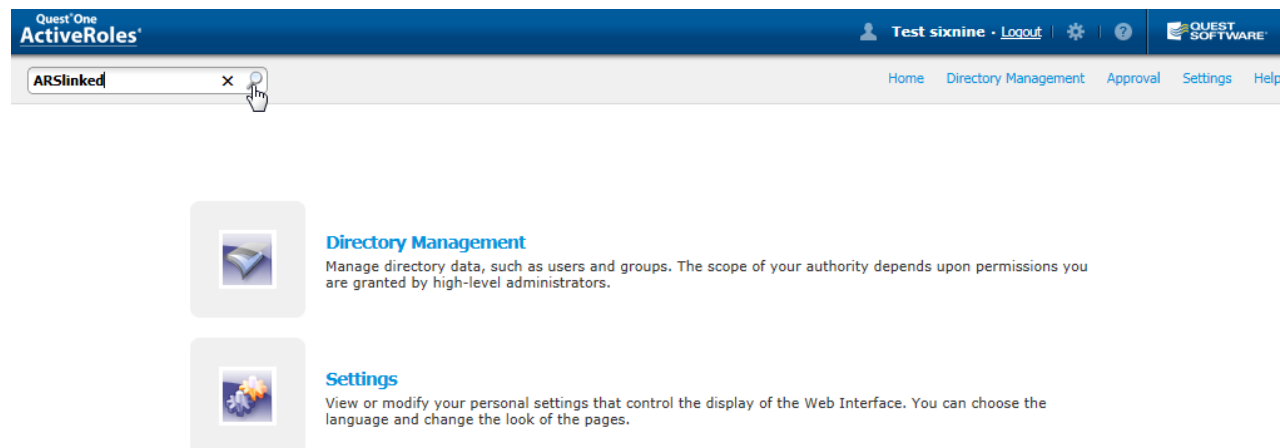 Quest One
ActiveRoles
Test sixnine · Logout
QUEST
SOFTWARE
ARSlinked
Home Directory Management Approval Settings Help
Directory Management
Manage directory data, such as users and groups. The scope of your authority depends upon permissions you
are granted by high-level administrators.
Settings
View or modify your personal settings that control the display of the Web Interface. You can choose the
language and change the look of the pages.